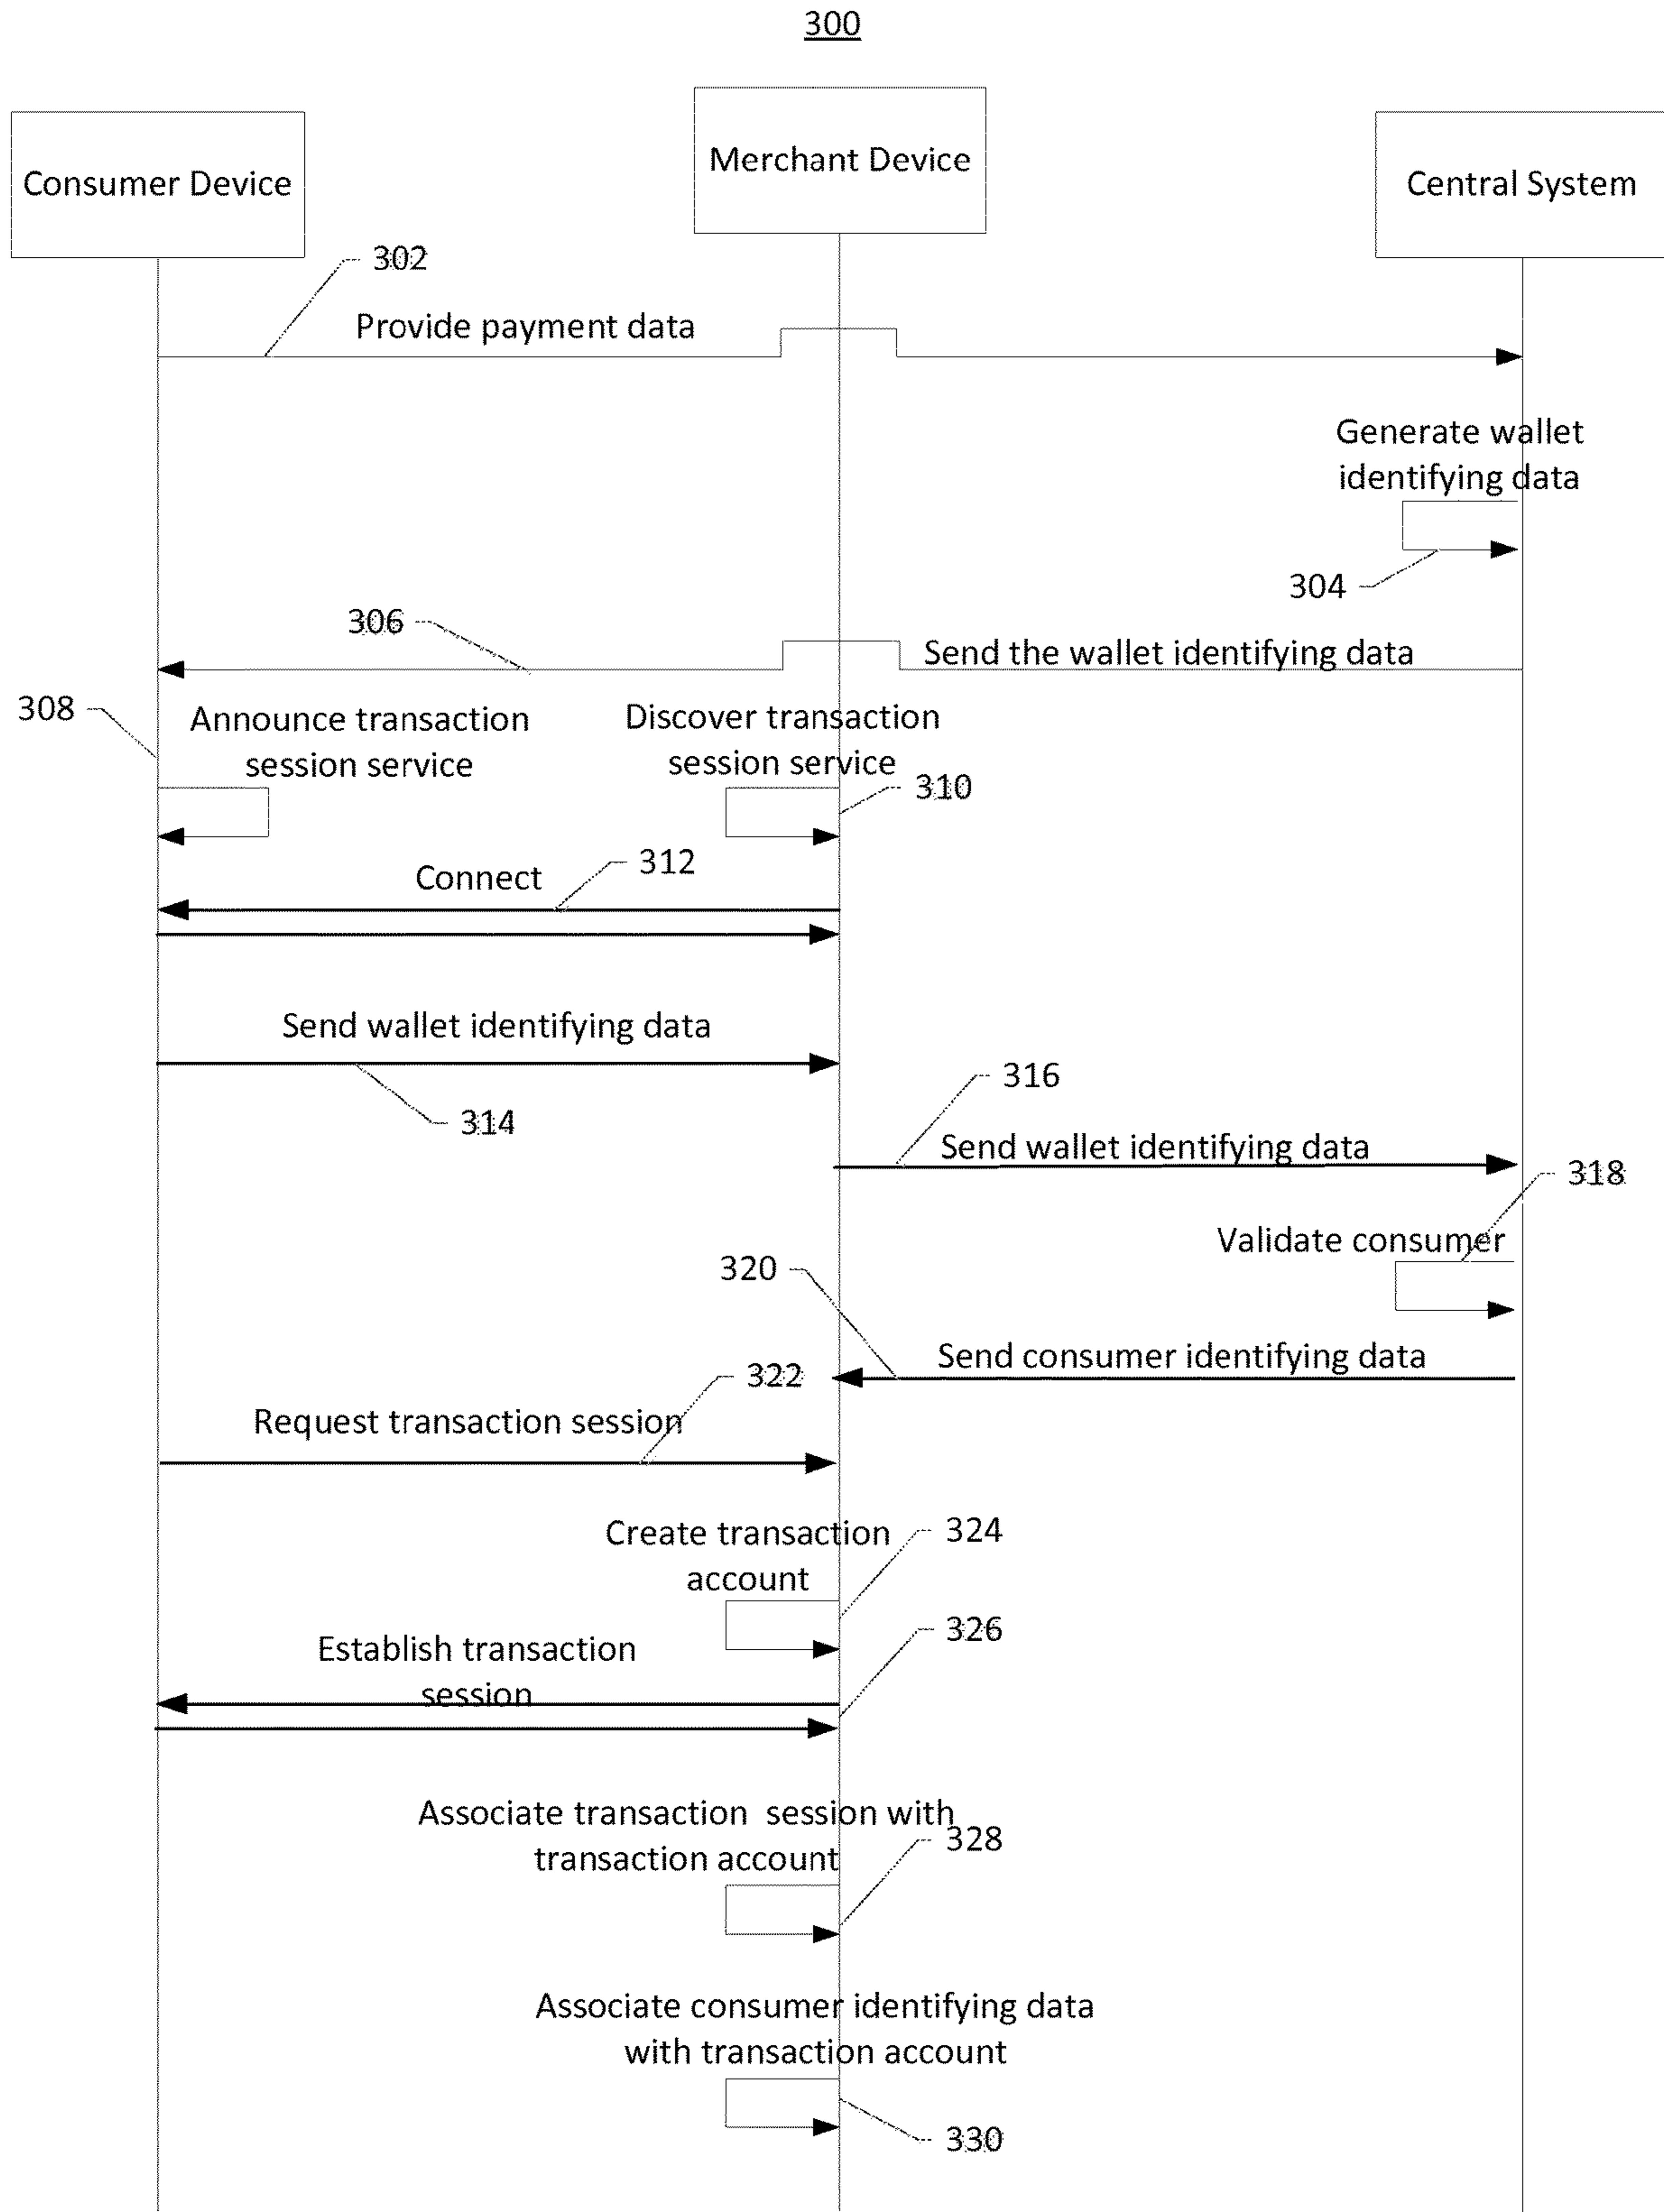 300
Consumer Device
Merchant Device
Central System
302
Provide payment data
Generate wallet
identifying data
304
306
Send the wallet identifying data
308
Announce transaction
session service
Discover transaction
session service
310
312
Connect
Send wallet identifying data
314
316
Send wallet identifying data
318
Validate consumer
320
Send consumer identifying data
322
Request transaction session
Create transaction
account
324
326
Establish transaction
session
Associate transaction session with
transaction account
328
Associate consumer identifying data
with transaction account
330